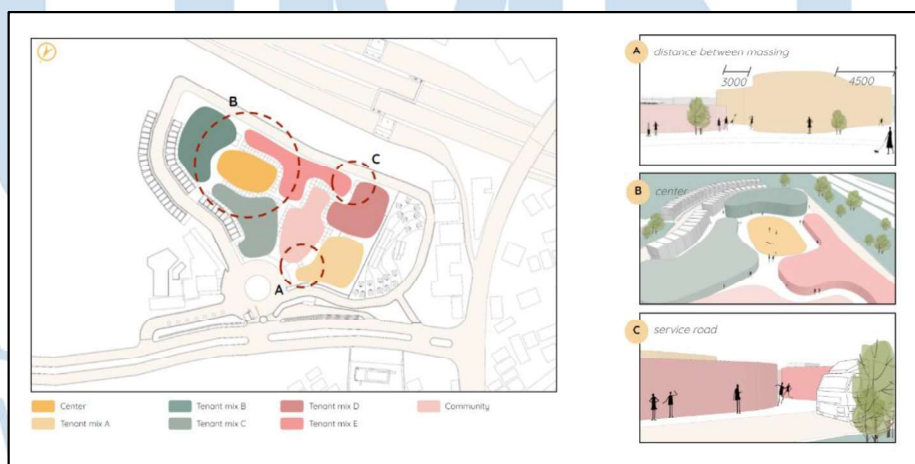 B
C
A
Center
Tenant mix B
Tenant mix D
Community
Tenant mix A
Tenant mix C
Tenant mix E
A distance between massing
3000
4500
B center
C service road